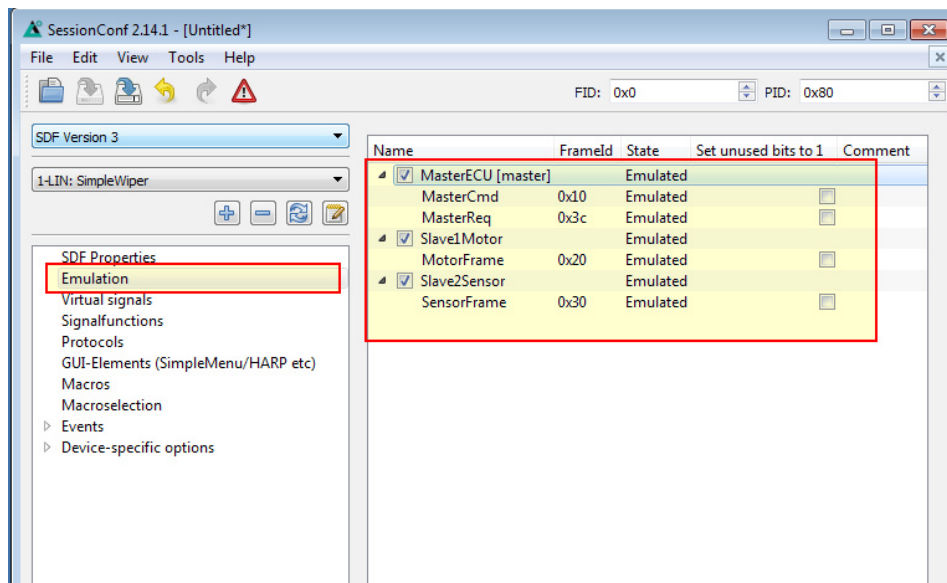 SessionConf 2.14.1 - [Untitled*]
File Edit View Tools Help
FID: 0x0 PID: 0x80
SDF Version 3
1-LIN: SimpleWiper
SDF Properties
Emulation
Virtual signals
Signalfunctions
Protocols
GUI-Elements (SimpleMenu/HARP etc)
Macros
Macroselection
Events
Device-specific options
Name FrameId State Set unused bits to 1 Comment
MasterECU [master] Emulated
MasterCmd 0x10 Emulated
MasterReq 0x3c Emulated
Slave1Motor Emulated
MotorFrame 0x20 Emulated
Slave2Sensor Emulated
SensorFrame 0x30 Emulated